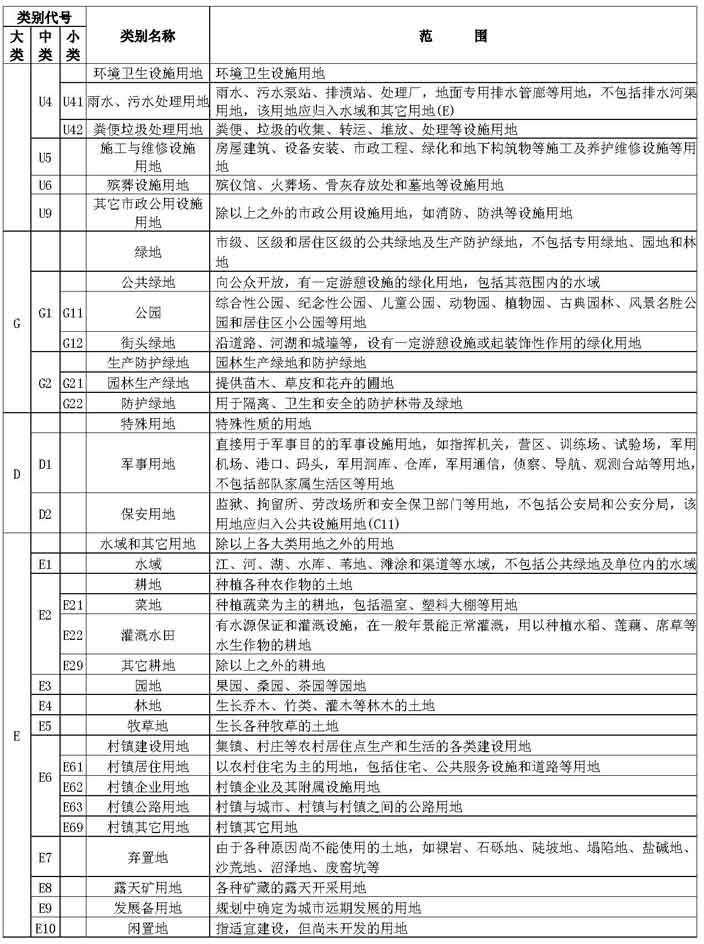 类别代号
类别名称
范 围
大类
中类
小类
U4
环境卫生设施用地
环境卫生设施用地
U41
雨水、污水处理用地
雨水、污水泵站、排渍站、处理厂，地面专用排水管廊等用地，不包括排水河渠
用地，该用地应归入水域和其它用地(E)
U42
粪便垃圾处理用地
粪便、垃圾的收集、转运、堆放、处理等设施用地
U5
施工与维修设施
用地
房屋建筑、设备安装、市政工程、绿化和地下构筑物等施工及养护维修设施等用
地
U6
殡葬设施用地
殡仪馆、火葬场、骨灰存放处和墓地等设施用地
U9
其它市政公用设施
用地
除以上之外的市政公用设施用地，如消防、防洪等设施用地
G
绿地
市级、区级和居住区级的公共绿地及生产防护绿地，不包括专用绿地、园地和林
地
G1
公共绿地
向公众开放，有一定游憩设施的绿化用地，包括其范围内的水域
G11
公园
综合性公园、纪念性公园、儿童公园、动物园、植物园、古典园林、风景名胜公
园和居住区小公园等用地
G12
街头绿地
沿道路、河湖和城墙等，设有一定游憩设施或起装饰性作用的绿化用地
G2
生产防护绿地
园林生产绿地和防护绿地
G21
园林生产绿地
提供苗木、草皮和花卉的圃地
G22
防护绿地
用于隔离、卫生和安全的防护林带及绿地
D
特殊用地
特殊性质的用地
D1
军事用地
直接用于军事目的的军事设施用地，如指挥机关，营区、训练场、试验场，军用
机场、港口、码头，军用洞库、仓库，军用通信，侦察、导航、观测台站等用地，
不包括部队家属生活区等用地
D2
保安用地
监狱、拘留所、劳改场所和安全保卫部门等用地，不包括公安局和公安分局，该
用地应归入公共设施用地(C11)
E
水域和其它用地
除以上各大类用地之外的用地
E1
水域
江、河、湖、水库、苇地、滩涂和渠道等水域，不包括公共绿地及单位内的水域
E2
耕地
种植各种农作物的土地
E21
菜地
种植蔬菜为主的耕地，包括温室、塑料大棚等用地
E22
灌溉水田
有水源保证和灌溉设施，在一般年景能正常灌溉，用以种植水稻、莲藕、席草等
水生作物的耕地
E29
其它耕地
除以上之外的耕地
E3
园地
果园、桑园、茶园等园地
E4
林地
生长乔木、竹类、灌木等林木的土地
E5
牧草地
生长各种牧草的土地
E6
村镇建设用地
集镇、村庄等农村居住点生产和生活的各类建设用地
E61
村镇居住用地
以农村住宅为主的用地，包括住宅、公共服务设施和道路等用地
E62
村镇企业用地
村镇企业及其附属设施用地
E63
村镇公路用地
村镇与城市、村镇与村镇之间的公路用地
E69
村镇其它用地
村镇其它用地
E7
弃置地
由于各种原因尚不能使用的土地，如裸岩、石砾地、陡坡地、塌陷地、盐碱地、
沙荒地、沼泽地、废窑坑等
E8
露天矿用地
各种矿藏的露天开采用地
E9
发展备用地
规划中确定为城市远期发展的用地
E10
闲置地
指适宜建设，但尚未开发的用地